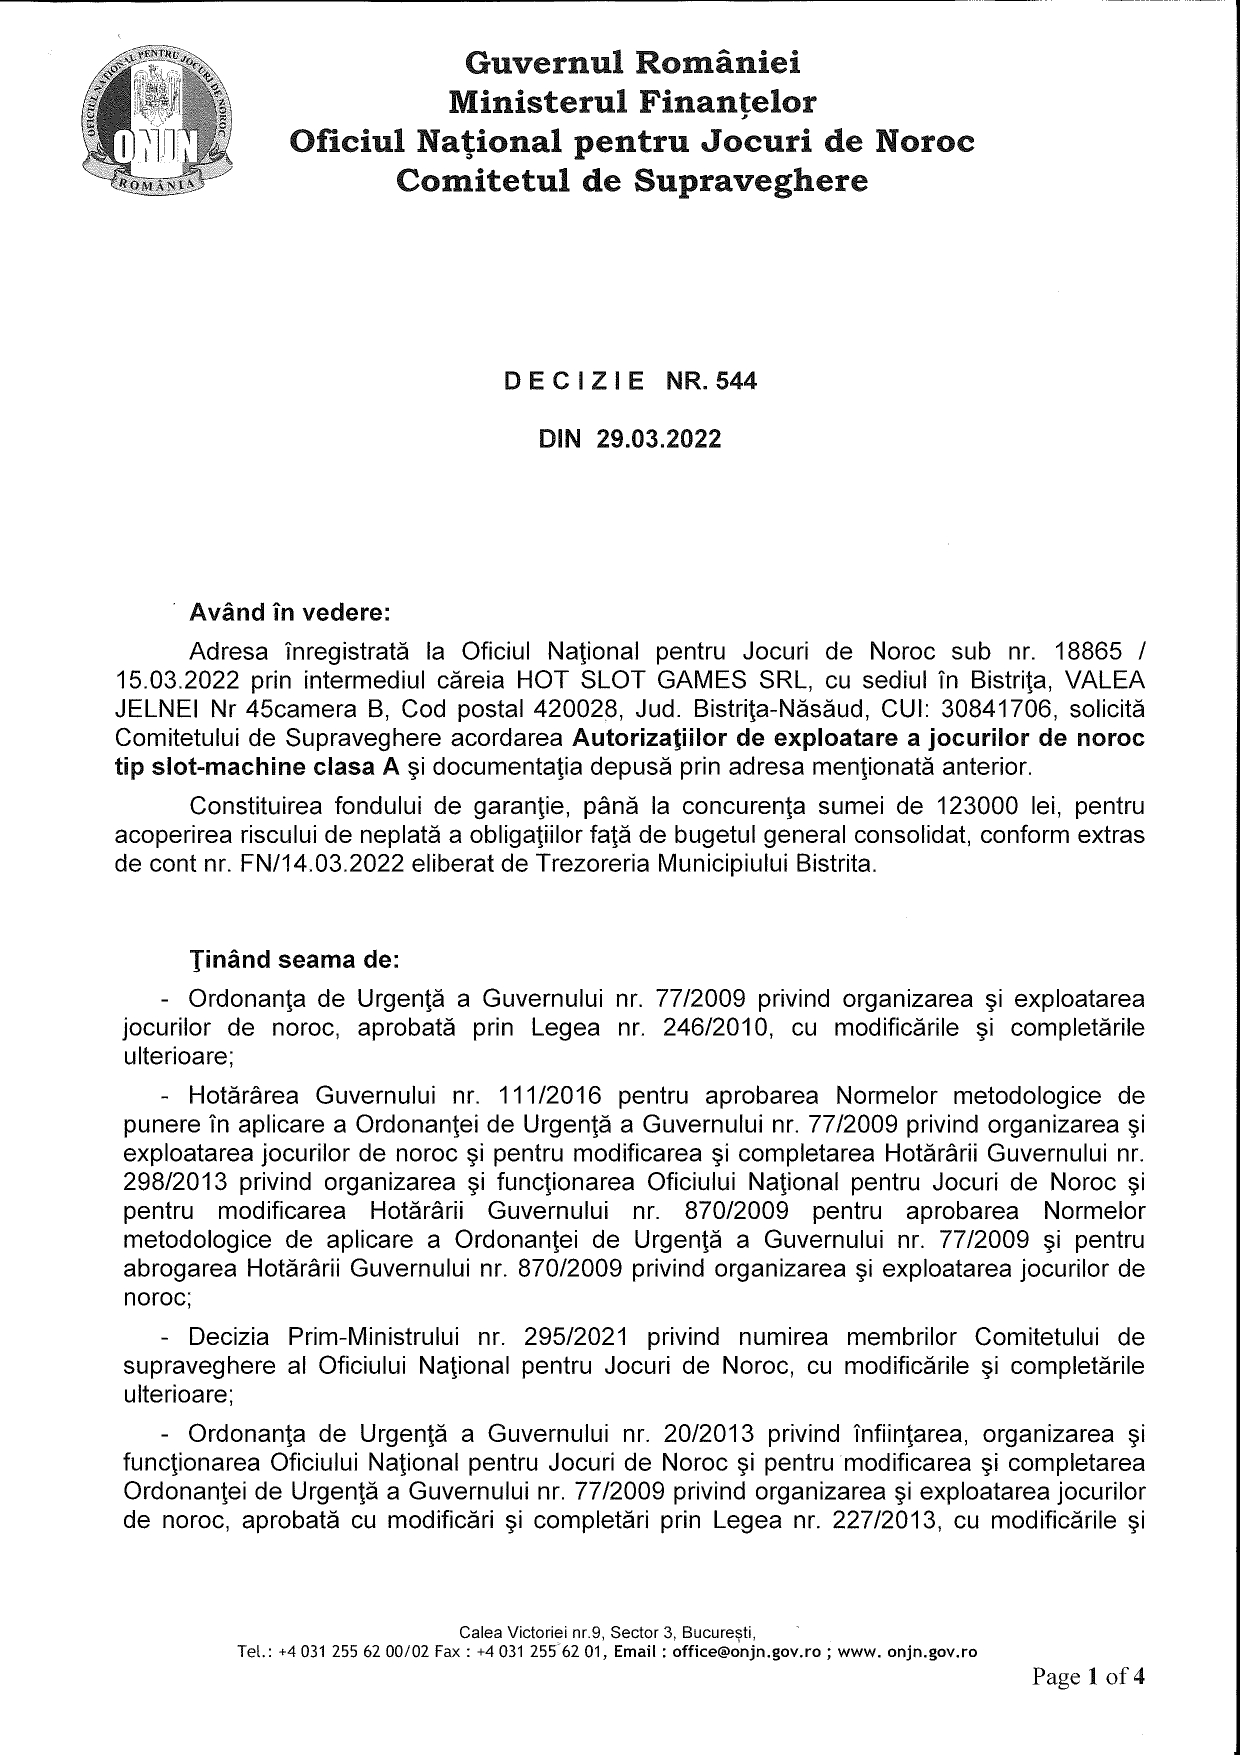 OFICIUL NAȚIONAL PENTRU JOCURI DE NOROC
ONJN
ROMÂNIA
Guvernul României
Ministerul Finanțelor
Oficiul Naţional pentru Jocuri de Noroc
Comitetul de Supraveghere
D E C I Z I E NR. 544
DIN 29.03.2022
Având în vedere:
Adresa înregistrată la Oficiul Naţional pentru Jocuri de Noroc sub nr. 18865 /
15.03.2022 prin intermediul căreia HOT SLOT GAMES SRL, cu sediul în Bistriţa, VALEA
JELNEI Nr 45camera B, Cod postal 420028, Jud. Bistriţa-Năsăud, CUI: 30841706, solicită
Comitetului de Supraveghere acordarea Autorizaţiilor de exploatare a jocurilor de noroc
tip slot-machine clasa A şi documentaţia depusă prin adresa menţionată anterior.
Constituirea fondului de garanţie, până la concurenţa sumei de 123000 lei, pentru
acoperirea riscului de neplată a obligaţiilor faţă de bugetul general consolidat, conform extras
de cont nr. FN/14.03.2022 eliberat de Trezoreria Municipiului Bistrita.
Ţinând seama de:
- Ordonanţa de Urgenţă a Guvernului nr. 77/2009 privind organizarea şi exploatarea
jocurilor de noroc, aprobată prin Legea nr. 246/2010, cu modificările şi completările
ulterioare;
- Hotărârea Guvernului nr. 111/2016 pentru aprobarea Normelor metodologice de
punere în aplicare a Ordonanţei de Urgenţă a Guvernului nr. 77/2009 privind organizarea şi
exploatarea jocurilor de noroc şi pentru modificarea şi completarea Hotărârii Guvernului nr.
298/2013 privind organizarea şi funcţionarea Oficiului Naţional pentru Jocuri de Noroc şi
pentru modificarea Hotărârii Guvernului nr. 870/2009 pentru aprobarea Normelor
metodologice de aplicare a Ordonanţei de Urgenţă a Guvernului nr. 77/2009 şi pentru
abrogarea Hotărârii Guvernului nr. 870/2009 privind organizarea şi exploatarea jocurilor de
noroc;
- Decizia Prim-Ministrului nr. 295/2021 privind numirea membrilor Comitetului de
supraveghere al Oficiului Naţional pentru Jocuri de Noroc, cu modificările şi completările
ulterioare;
- Ordonanţa de Urgenţă a Guvernului nr. 20/2013 privind înfiinţarea, organizarea şi
funcţionarea Oficiului Naţional pentru Jocuri de Noroc şi pentru modificarea şi completarea
Ordonanţei de Urgenţă a Guvernului nr. 77/2009 privind organizarea şi exploatarea jocurilor
de noroc, aprobată cu modificări şi completări prin Legea nr. 227/2013, cu modificările şi
Calea Victoriei nr.9, Sector 3, București,
Tel.: +4 031 255 62 00/02 Fax : +4 031 255 62 01, Email : office@onjn.gov.ro ; www. onjn.gov.ro
Page 1 of 4